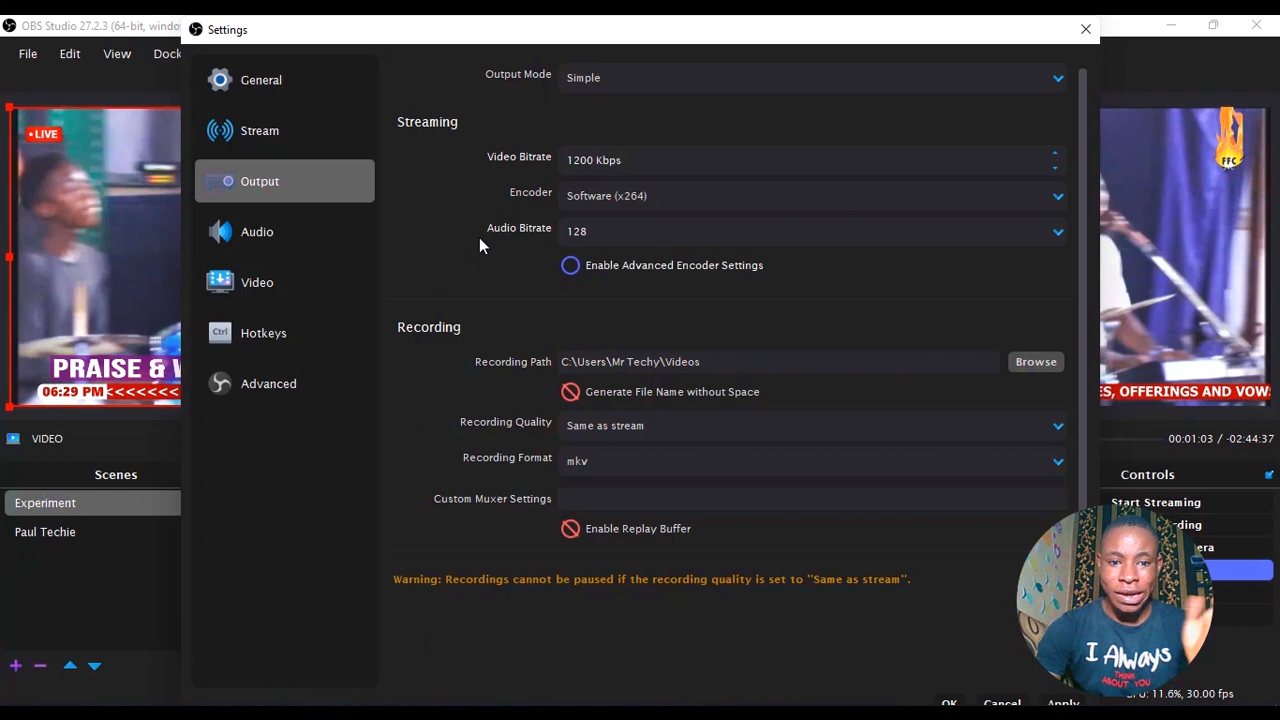 OBS Studio 27.2.3 (64-bit, windo
Settings
File Edit View Dock
General
Stream
Output
Audio
Video
Ctrl
Hotkeys
Advanced
Output Mode Simple
Streaming
Video Bitrate 1200 Kbps
Encoder Software (x264)
Audio Bitrate 128
Enable Advanced Encoder Settings
Recording
Recording Path C:\Users\Mr Techy\Videos Browse
Generate File Name without Space
Recording Quality Same as stream
Recording Format mkv
Custom Muxer Settings
Enable Replay Buffer
Warning: Recordings cannot be paused if the recording quality is set to "Same as stream".
OK Cancel Apply
• LIVE
PRAISE & W
06:29 PM <<<<<<
FFC
ES, OFFERINGS AND VOWS
VIDEO
00:01:03 / -02:44:37
Scenes
Experiment
Paul Techie
Controls
Start Streaming
I Always
THINK
ABOUT YOU
11.6%, 30.00 fps